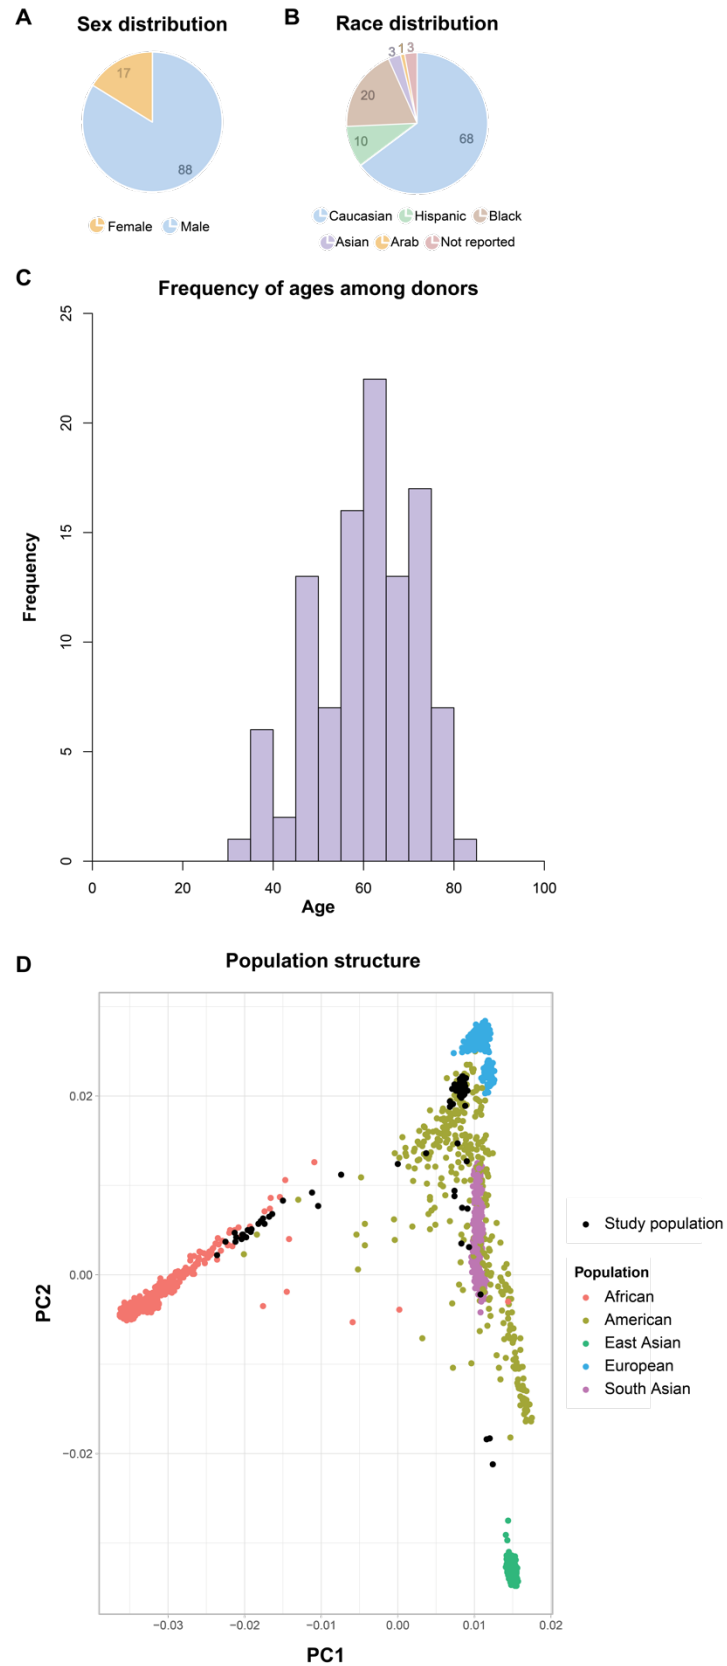 A
Sex distribution
17
88
Female
Male
B
Race distribution
3 1 3
20
10
68
Caucasian
Hispanic
Black
Asian
Arab
Not reported
C
Frequency of ages among donors
25
20
15
10
5
0
Frequency
0 20 40 60 80 100
Age
D
Population structure
0.02
0.00
−0.02
PC2
−0.03 −0.02 −0.01 0.00 0.01 0.02
PC1
Study population
Population
African
American
East Asian
European
South Asian